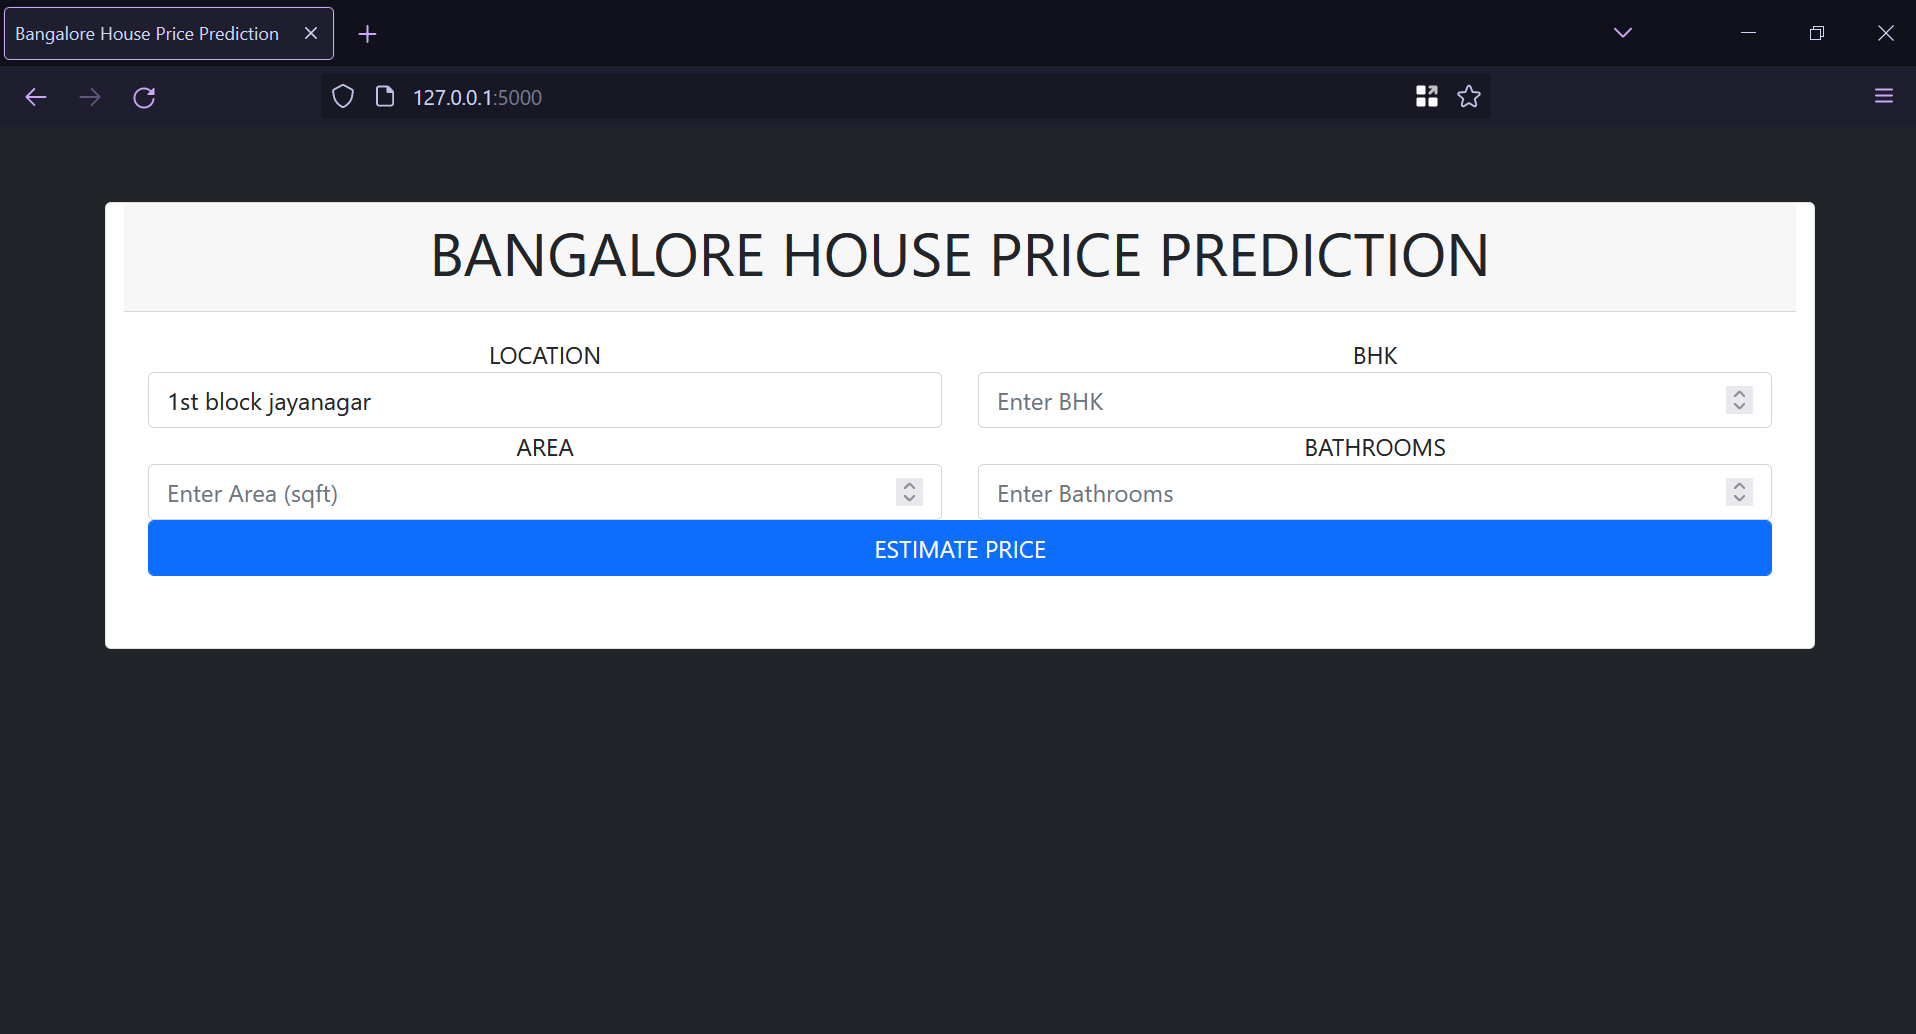 Bangalore House Price Prediction
127.0.0.1:5000
BANGALORE HOUSE PRICE PREDICTION
LOCATION
BHK
1st block jayanagar
Enter BHK
AREA
BATHROOMS
Enter Area (sqft)
Enter Bathrooms
ESTIMATE PRICE